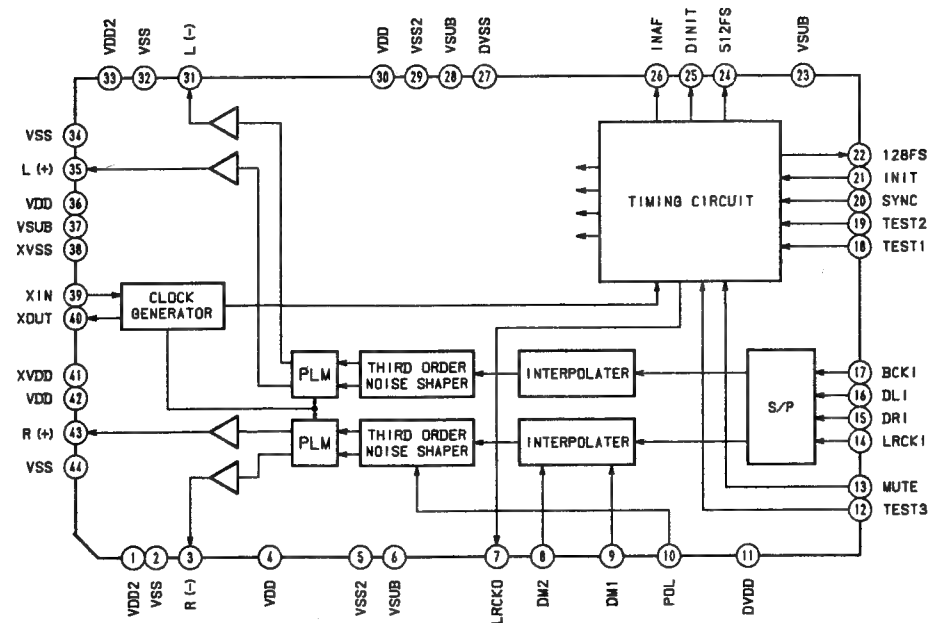 VDD2
VSS
L (-)
VDD
VSS2
VSUB
DVSS
INAF
DINIT
512FS
VSUB
33
32
31
30
29
28
27
26
25
24
23
VSS 34
L (+) 35
VDD 36
VSUB 37
XVSS 38
XIN 39
XOUT 40
XVDD 41
VDD 42
R (+) 43
VSS 44
CLOCK
GENERATOR
TIMING CIRCUIT
22 128FS
21 INIT
20 SYNC
19 TEST2
18 TEST1
PLM
THIRD ORDER
NOISE SHAPER
INTERPOLATER
S/P
PLM
THIRD ORDER
NOISE SHAPER
INTERPOLATER
17 BCKI
16 DLI
15 DRI
14 LRCKI
13 MUTE
12 TEST3
1
2
3
4
5
6
7
8
9
10
11
VDD2
VSS
R (-)
VDD
VSS2
VSUB
LRCKO
DM2
DM1
POL
DVDD